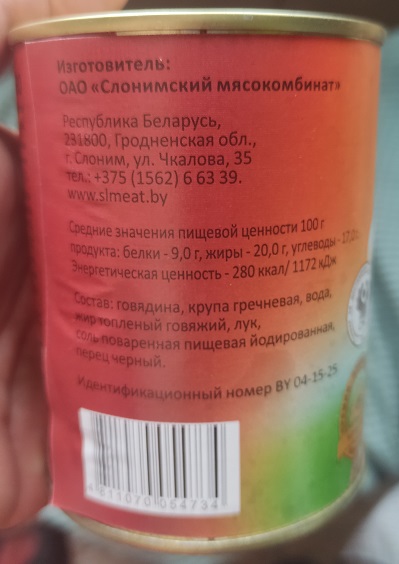 Изготовитель:
ОАО «Слонимский мясокомбинат»
Республика Беларусь,
231800, Гродненская обл.,
г. Слоним, ул. Чкалова, 35
тел.: +375 (1562) 6 63 39.
www.slmeat.by
Средние значения пищевой ценности 100 г
продукта: белки - 9,0 г, жиры - 20,0 г, углеводы -
Энергетическая ценность - 280 ккал/ 1172 кДж
Состав: говядина, крупа гречневая, вода,
жир топленый говяжий, лук,
соль поваренная пищевая йодированная,
перец черный.
Идентификационный номер BY 04-15-25
4 811070 064734